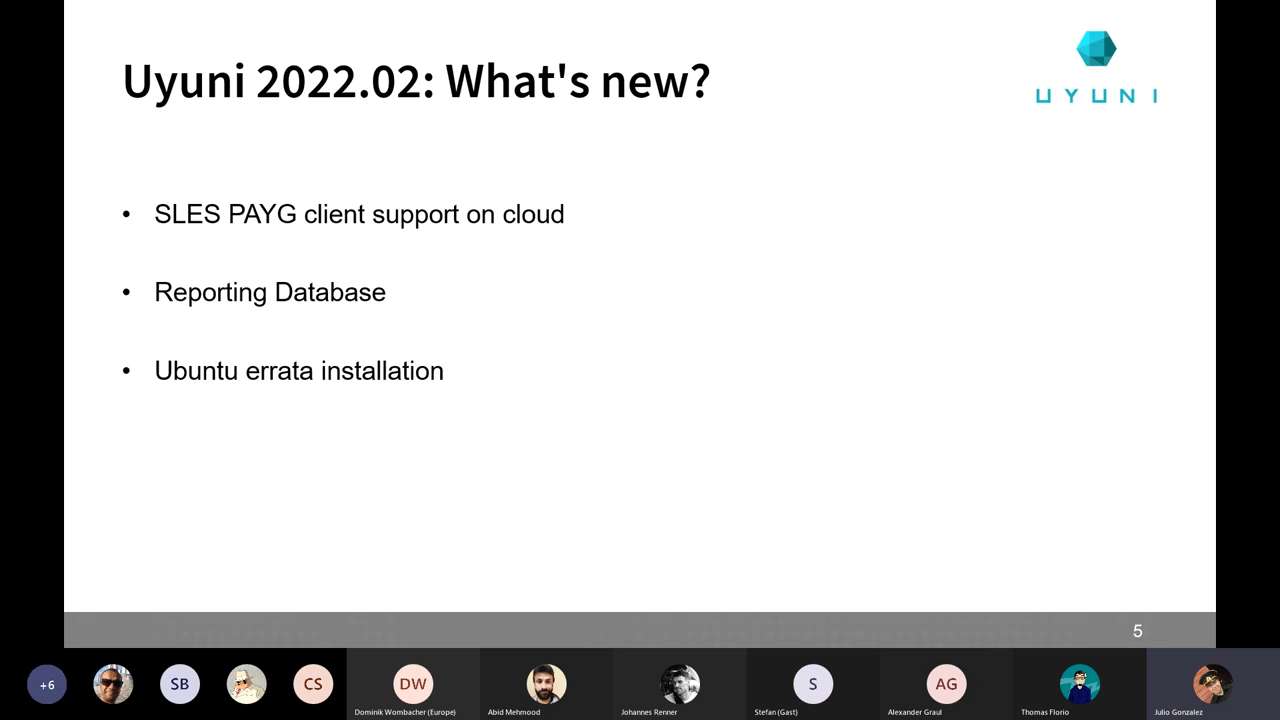 Uyuni 2022.02: What's new?
UYUNI
• SLES PAYG client support on cloud
• Reporting Database
• Ubuntu errata installation
5
+6
SB
CS
DW
S
AG
Dominik Wombacher (Europe)
Abid Mehmood
Johannes Renner
Stefan (Gast)
Alexander Graul
Thomas Florio
Julio Gonzalez